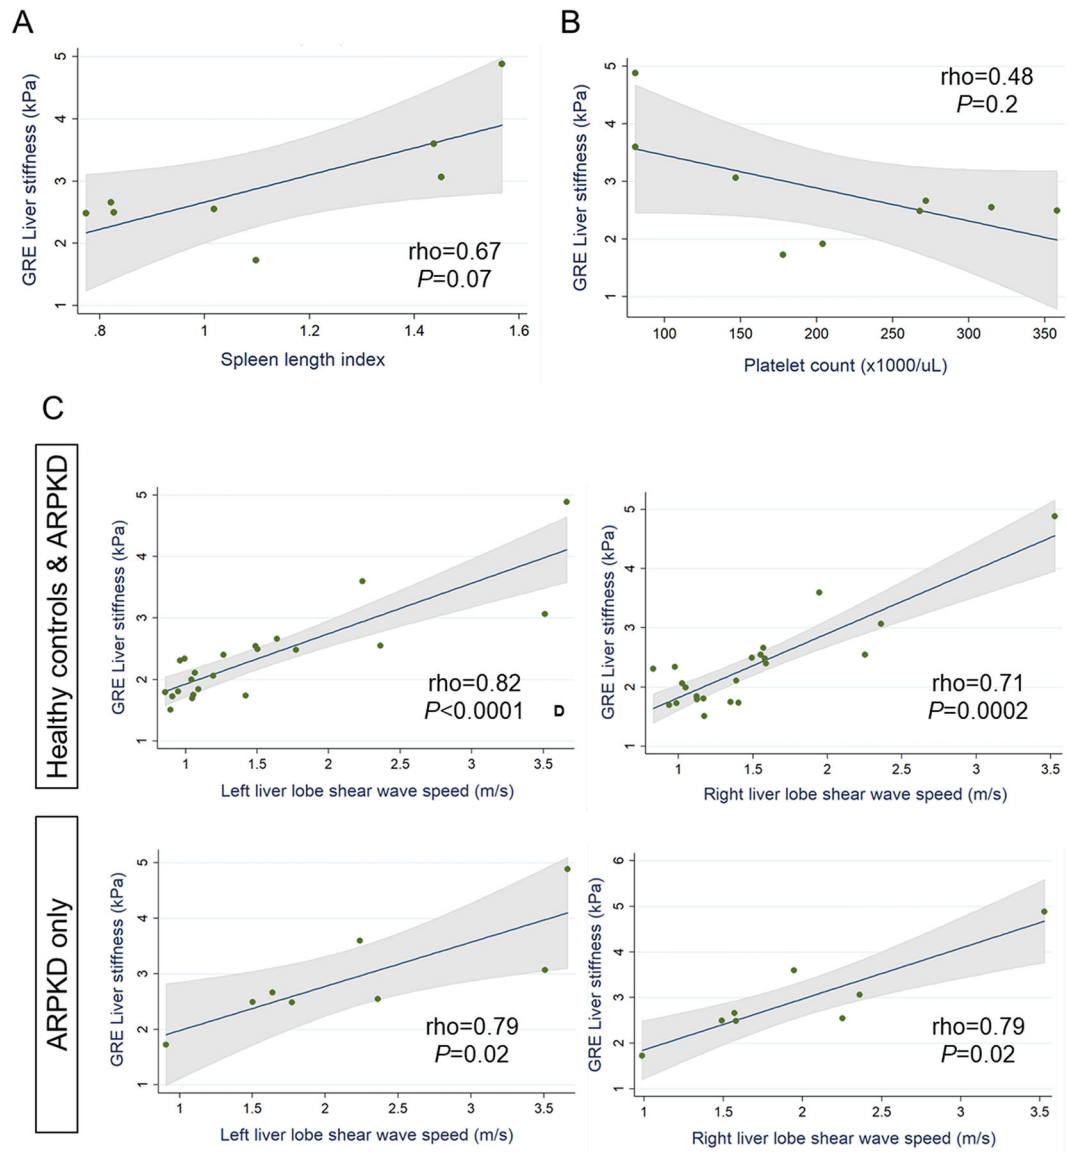 A
GRE Liver stiffness (kPa)
5
4
3
2
1
rho=0.67
P=0.07
.8
1
1.2
1.4
1.6
Spleen length index
B
GRE Liver stiffness (kPa)
5
4
3
2
1
rho=0.48
P=0.2
100
150
200
250
300
350
Platelet count (x1000/uL)
C
Healthy controls & ARPKD
GRE Liver stiffness (kPa)
5
4
3
2
1
rho=0.82
P<0.0001
D
1
1.5
2
2.5
3
3.5
Left liver lobe shear wave speed (m/s)
GRE Liver stiffness (kPa)
5
4
3
2
1
rho=0.71
P=0.0002
1
1.5
2
2.5
3
3.5
Right liver lobe shear wave speed (m/s)
ARPKD only
GRE Liver stiffness (kPa)
5
4
3
2
1
rho=0.79
P=0.02
1
1.5
2
2.5
3
3.5
Left liver lobe shear wave speed (m/s)
GRE Liver stiffness (kPa)
6
5
4
3
2
1
rho=0.79
P=0.02
1
1.5
2
2.5
3
3.5
Right liver lobe shear wave speed (m/s)